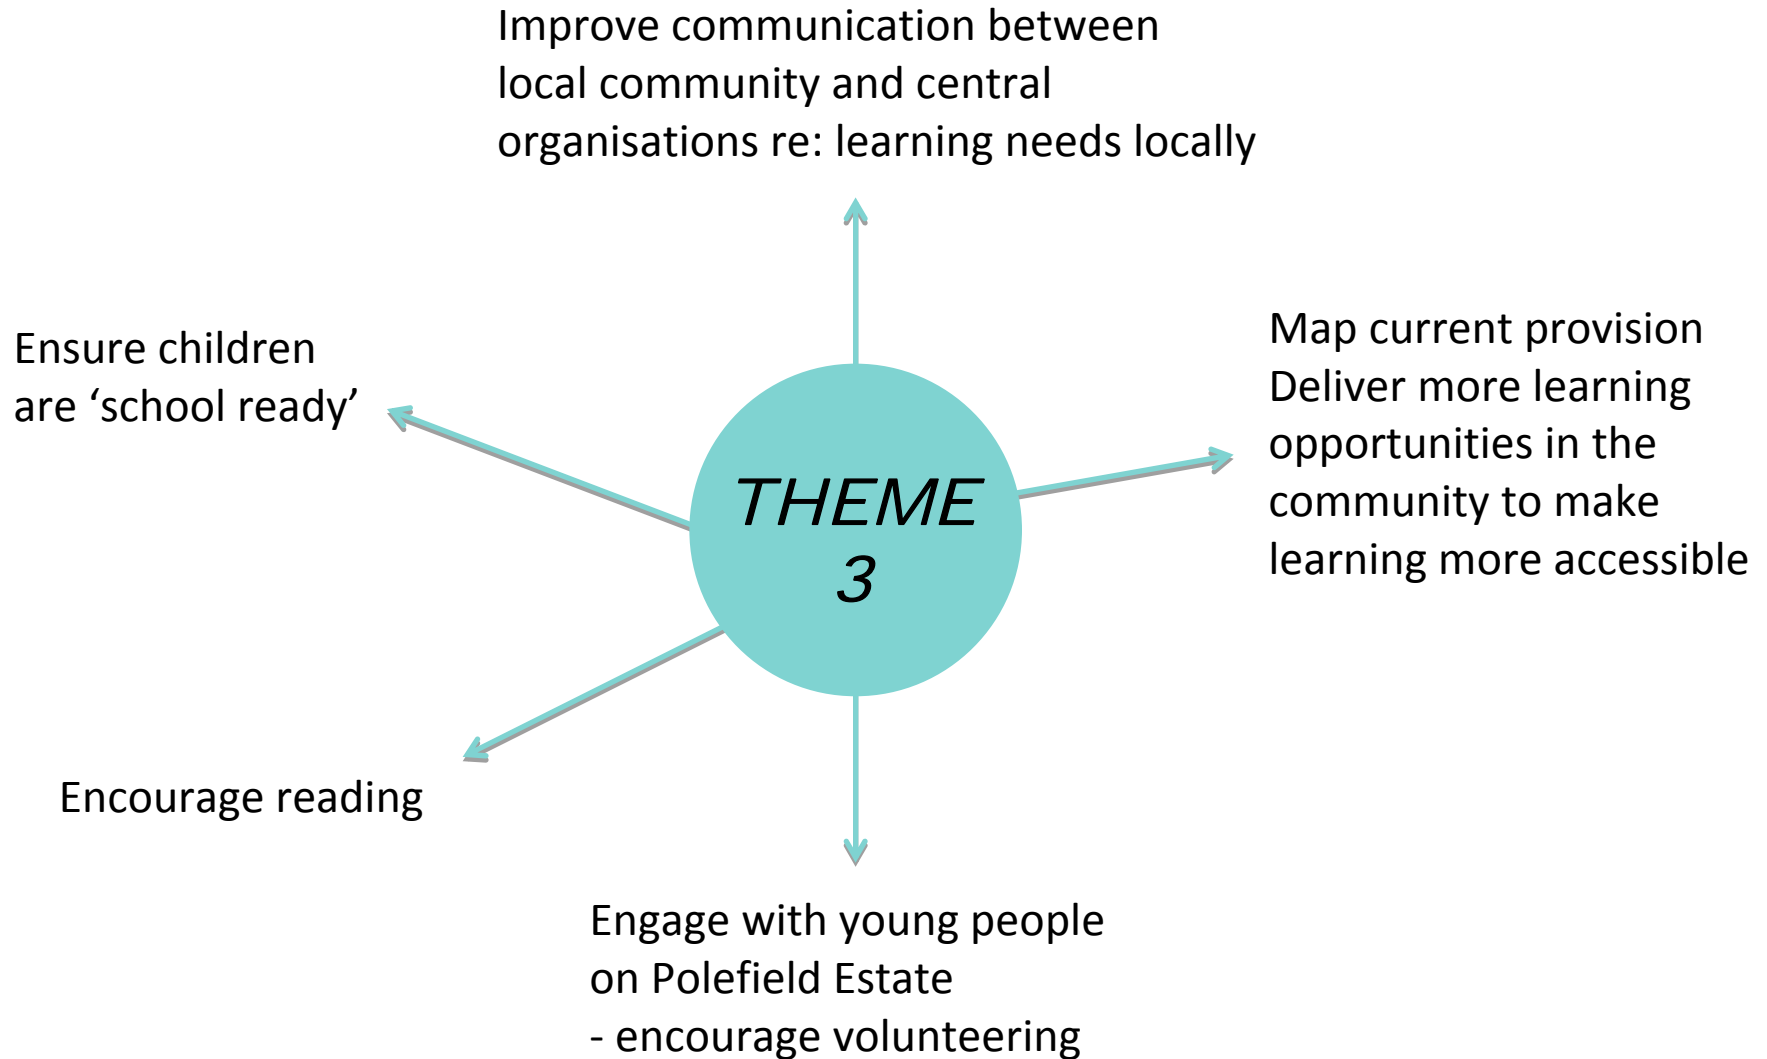 Improve communication between
local community and central
organisations re: learning needs locally
Ensure children
are ‘school ready’
Map current provision
Deliver more learning
opportunities in the
community to make
learning more accessible
THEME
3
Encourage reading
Engage with young people
on Polefield Estate
- encourage volunteering